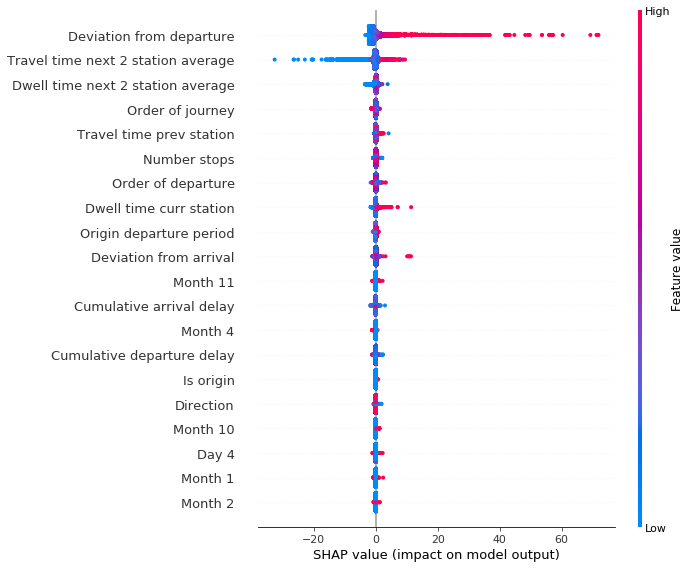 High
Deviation from departure
Travel time next 2 station average
Dwell time next 2 station average
Order of journey
Travel time prev station
Number stops
Order of departure
Dwell time curr station
Origin departure period
Deviation from arrival
Month 11
Cumulative arrival delay
Month 4
Cumulative departure delay
Is origin
Direction
Month 10
Day 4
Month 1
Month 2
Feature value
Low
−20 0 20 40 60
SHAP value (impact on model output)